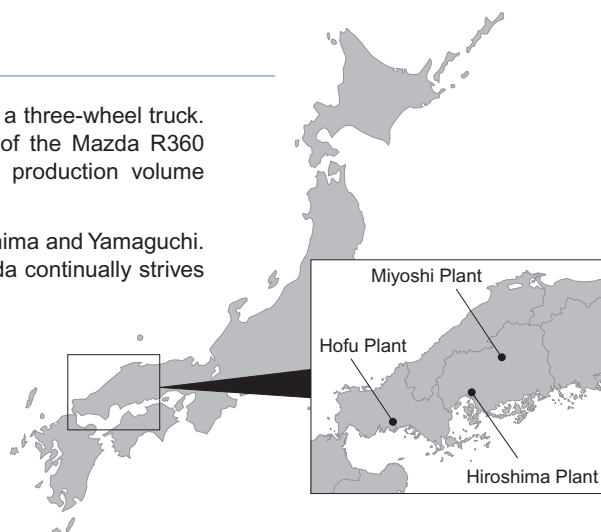 a three-wheel truck.
of the Mazda R360
production volume
hima and Yamaguchi.
da continually strives
Miyoshi Plant
Hofu Plant
Hiroshima Plant